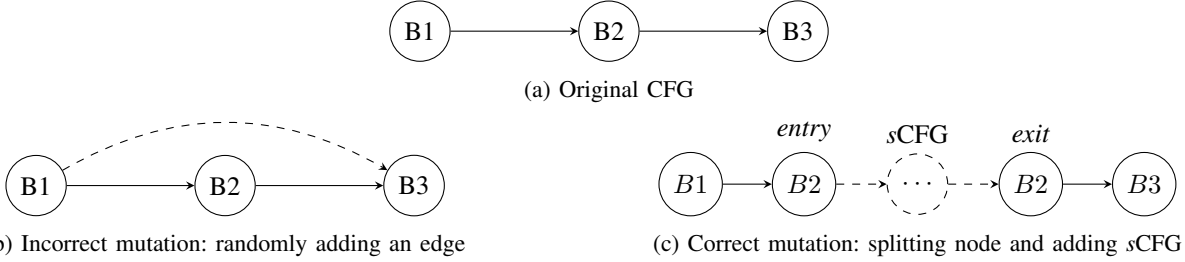 B1 B2 B3
(a) Original CFG
entry sCFG exit
B1 B2 B3 B1 B2 ··· B2 B3
) Incorrect mutation: randomly adding an edge (c) Correct mutation: splitting node and adding sCFG